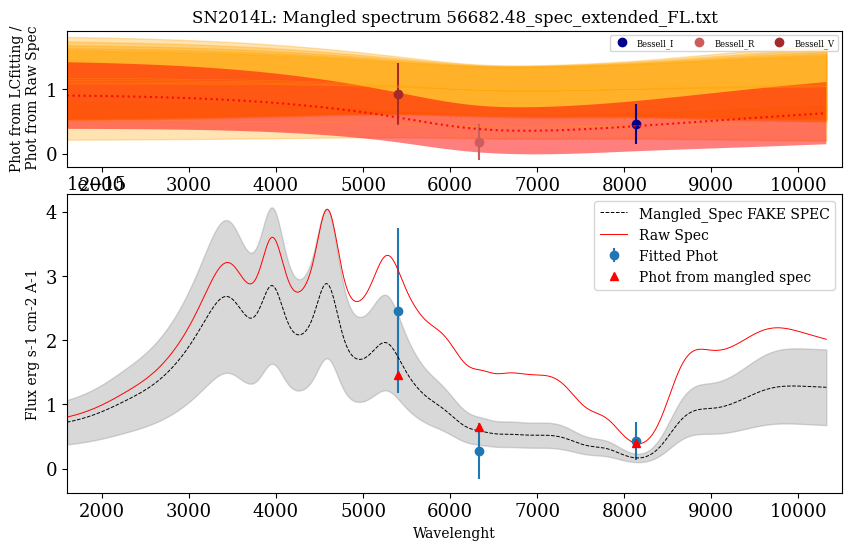 SN2014L: Mangled spectrum 56682.48_spec_extended_FL.txt
Phot from LCfitting /
Phot from Raw Spec
Bessell_I
Bessell_R
Bessell_V
1
0
2000 3000 4000 5000 6000 7000 8000 9000 10000
Mangled_Spec FAKE SPEC
Raw Spec
Fitted Phot
Phot from mangled spec
Flux erg s-1 cm-2 A-1
4
3
2
1
0
2000 3000 4000 5000 6000 7000 8000 9000 10000
Wavelenght